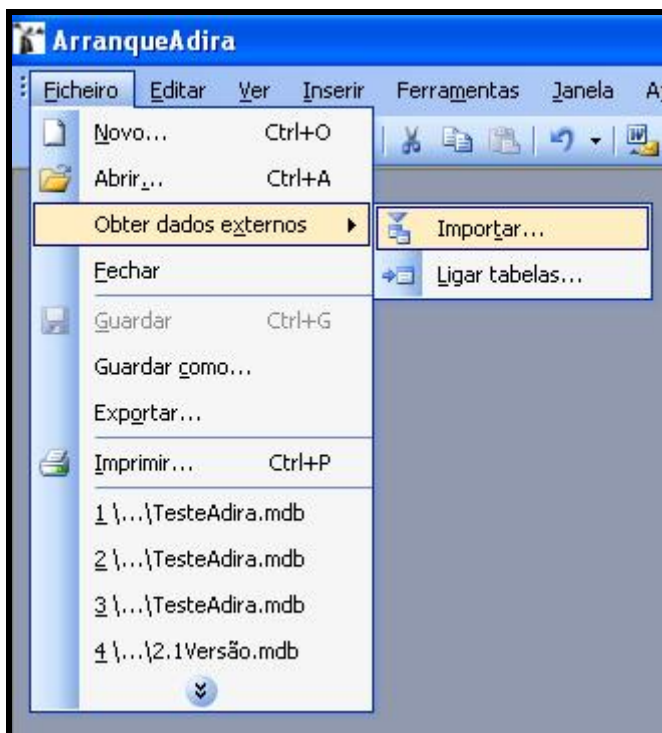 ArranqueAdira
Ficheiro Editar Ver Inserir Ferramentas Janela
Novo... Ctrl+O
Abrir... Ctrl+A
Obter dados externos
Importar...
Ligar tabelas...
Fechar
Guardar Ctrl+G
Guardar como...
Exportar...
Imprimir... Ctrl+P
1 \...\TesteAdira.mdb
2 \...\TesteAdira.mdb
3 \...\TesteAdira.mdb
4 \...\2.1Versão.mdb